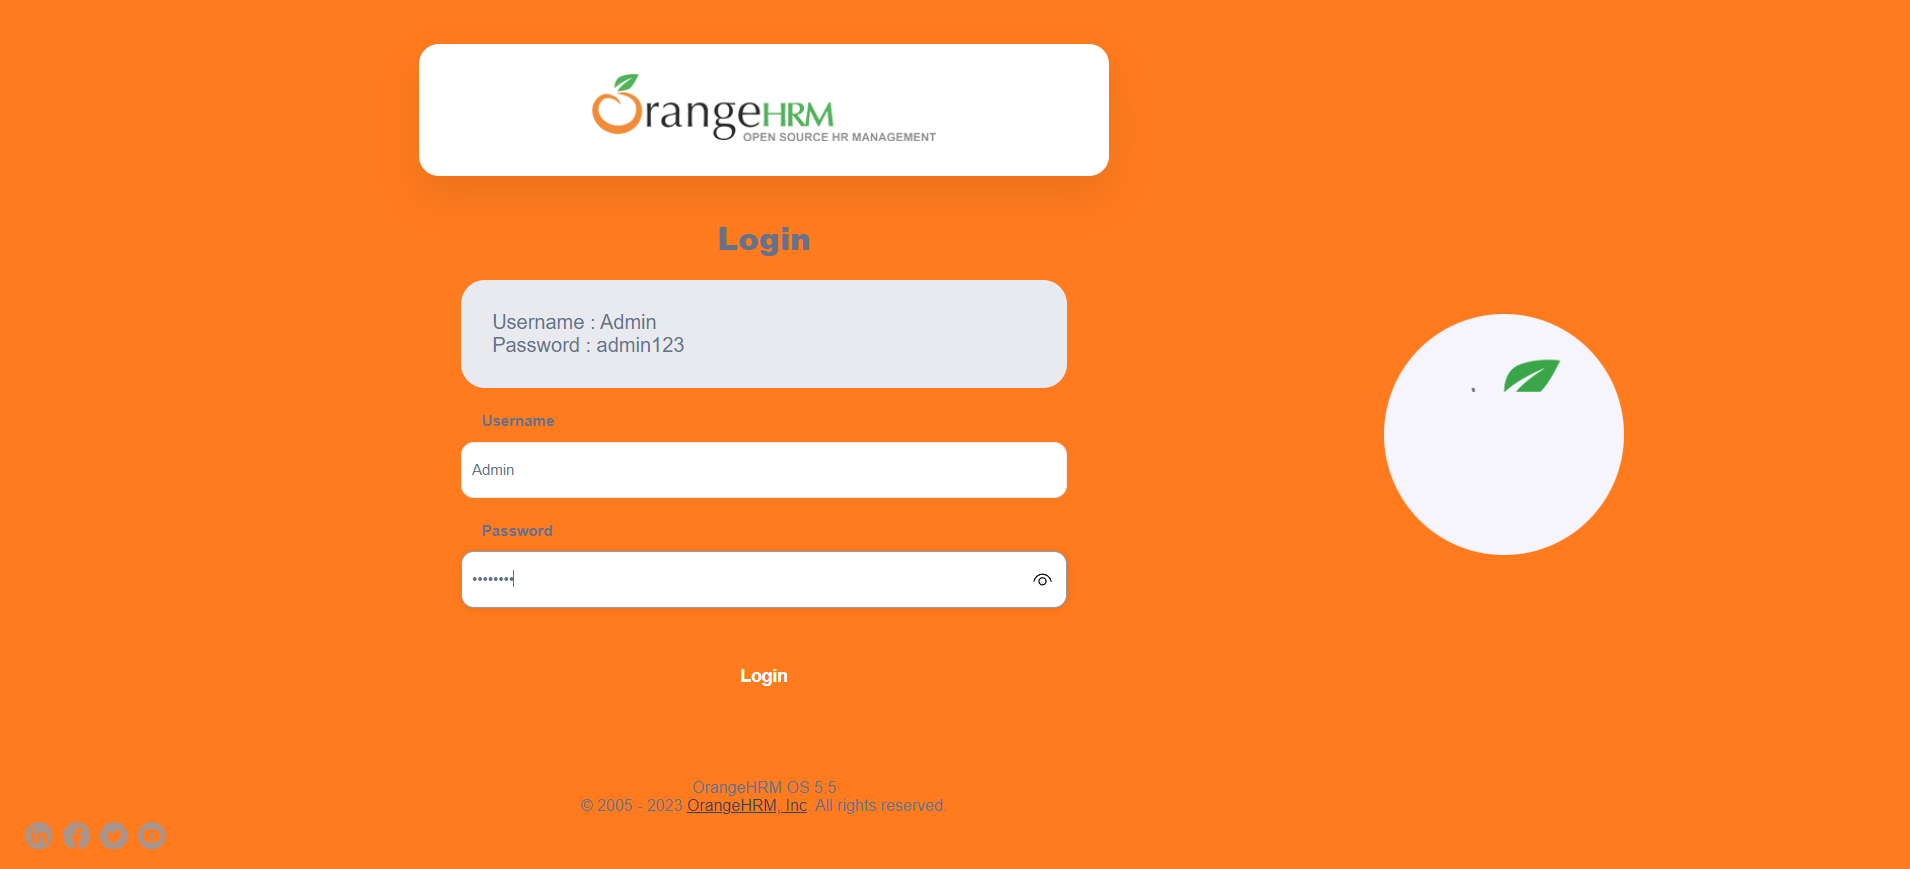 OrangeHRM
OPEN SOURCE HR MANAGEMENT
Login
Username : Admin
Password : admin123
Username
Admin
Password
••••••••
Login
OrangeHRM OS 5.5
© 2005 - 2023 OrangeHRM, Inc. All rights reserved.